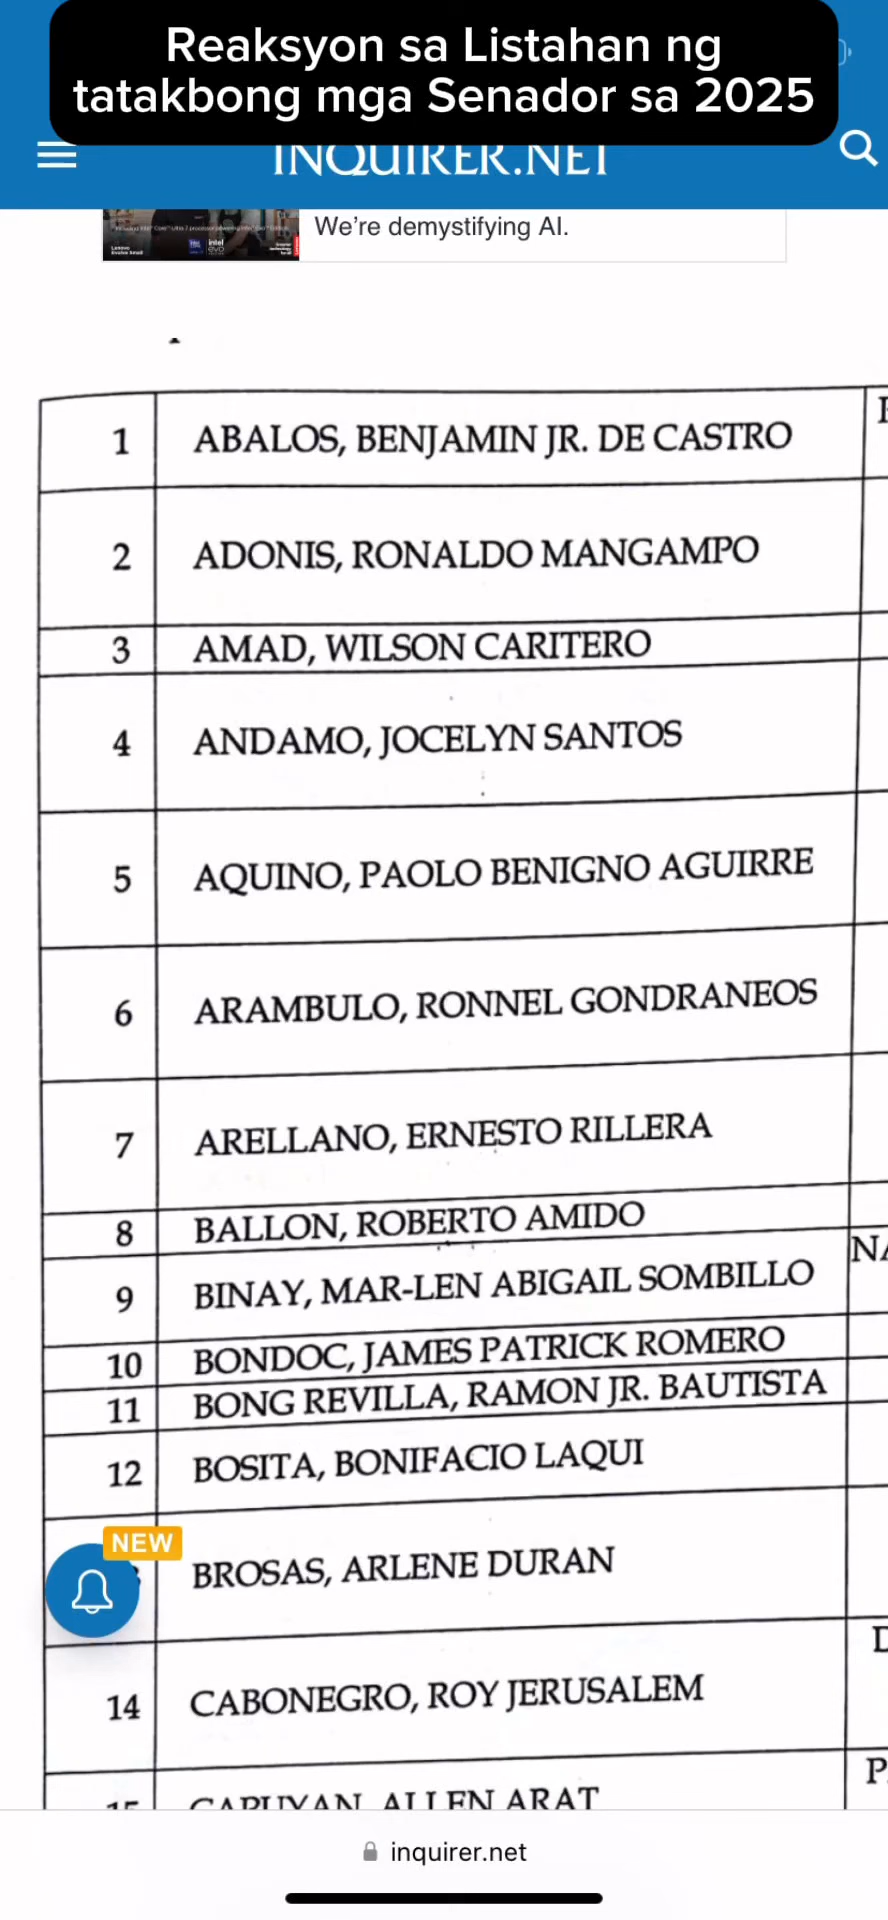 Reaksyon sa Listahan ng
tatakbong mga Senador sa 2025
INQUIRER.NET
We're demystifying AI.
1 ABALOS, BENJAMIN JR. DE CASTRO
2 ADONIS, RONALDO MANGAMPO
3 AMAD, WILSON CARITERO
4 ANDAMO, JOCELYN SANTOS
5 AQUINO, PAOLO BENIGNO AGUIRRE
6 ARAMBULO, RONNEL GONDRANEOS
7 ARELLANO, ERNESTO RILLERA
8 BALLON, ROBERTO AMIDO
9 BINAY, MAR-LEN ABIGAIL SOMBILLO
10 BONDOC, JAMES PATRICK ROMERO
11 BONG REVILLA, RAMON JR. BAUTISTA
12 BOSITA, BONIFACIO LAQUI
NEW
BROSAS, ARLENE DURAN
14 CABONEGRO, ROY JERUSALEM
15 CAPUYAN, ALLEN ARAT
inquirer.net